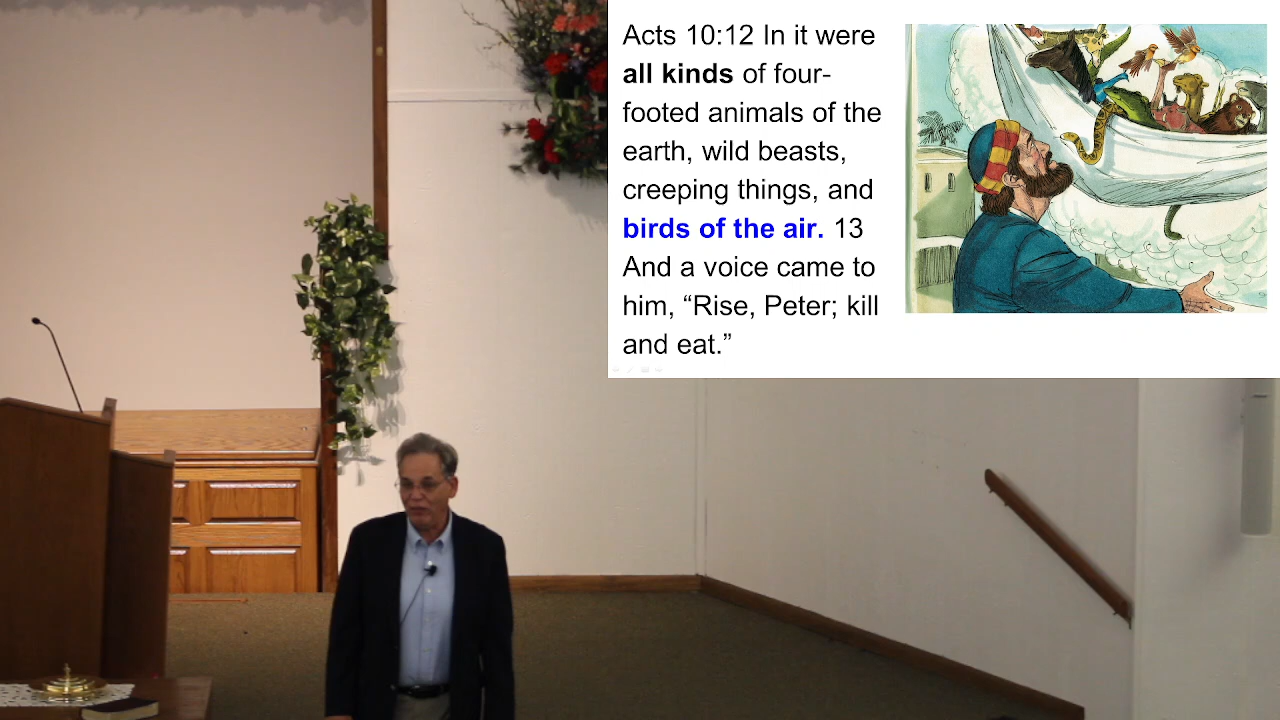 Acts 10:12 In it were
all kinds of four-
footed animals of the
earth, wild beasts,
creeping things, and
birds of the air. 13
And a voice came to
him, “Rise, Peter; kill
and eat.”